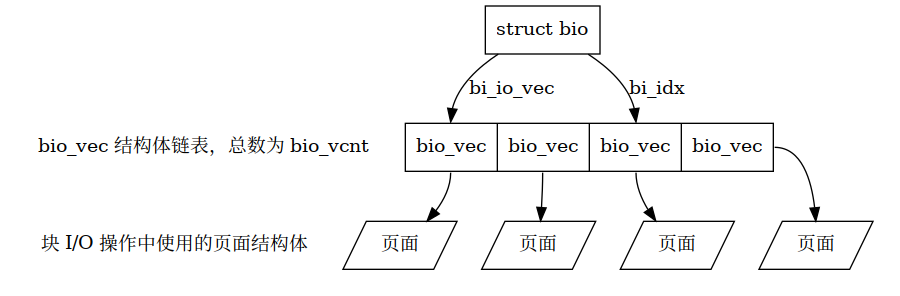 struct bio
bi_io_vec
bi_idx
bio_vec 结构体链表，总数为 bio_vcnt
bio_vec
bio_vec
bio_vec
bio_vec
块 I/O 操作中使用的页面结构体
页面
页面
页面
页面